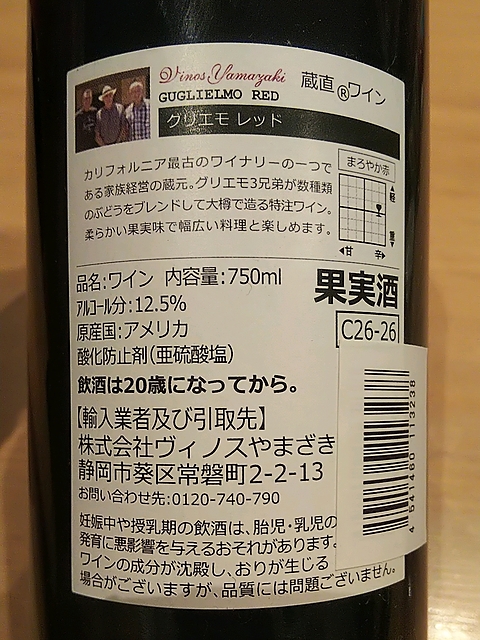 Vinos Yamazaki 蔵直®ワイン
GUGLIELMO RED
グリエモ レッド
カリフォルニア最古のワイナリーの一つで
ある家族経営の蔵元。グリエモ3兄弟が数種類
のぶどうをブレンドして大樽で造る特注ワイン。
柔らかい果実味で幅広い料理と楽しめます。
まろやか赤
▲軽
重▼
◀甘 辛▶
品名:ワイン 内容量:750ml
果実酒
アルコール分:12.5%
C26-26
原産国:アメリカ
酸化防止剤(亜硫酸塩)
飲酒は20歳になってから。
【輸入業者及び引取先】
株式会社ヴィノスやまざき
静岡市葵区常磐町2-2-13
お問い合わせ先:0120-740-790
4 541460 113238
妊娠中や授乳期の飲酒は、胎児・乳児の
発育に悪影響を与えるおそれがあります。
ワインの成分が沈殿し、おりが生じる
場合がございますが、品質には問題ございません。